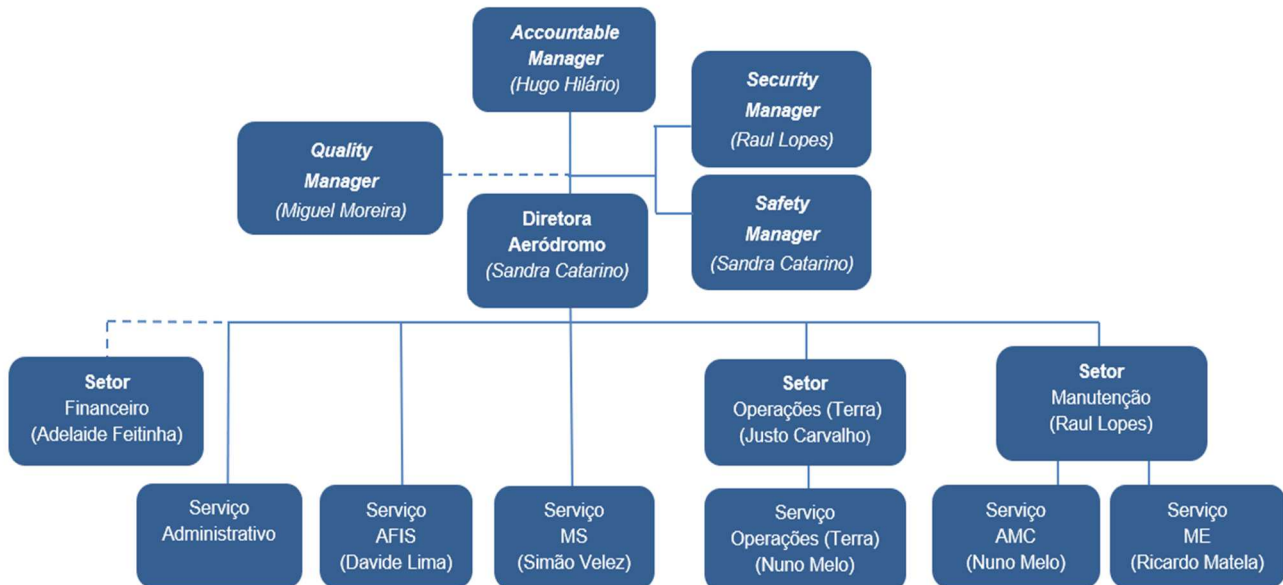 Accountable
Manager
(Hugo Hilário)
Security
Manager
(Raul Lopes)
Quality
Manager
(Miguel Moreira)
Safety
Manager
(Sandra Catarino)
Diretora
Aeródromo
(Sandra Catarino)
Setor
Financeiro
(Adelaide Feitinha)
Setor
Operações (Terra)
(Justo Carvalho)
Setor
Manutenção
(Raul Lopes)
Serviço
Administrativo
Serviço
AFIS
(Davide Lima)
Serviço
MS
(Simão Velez)
Serviço
Operações (Terra)
(Nuno Melo)
Serviço
AMC
(Nuno Melo)
Serviço
ME
(Ricardo Matela)